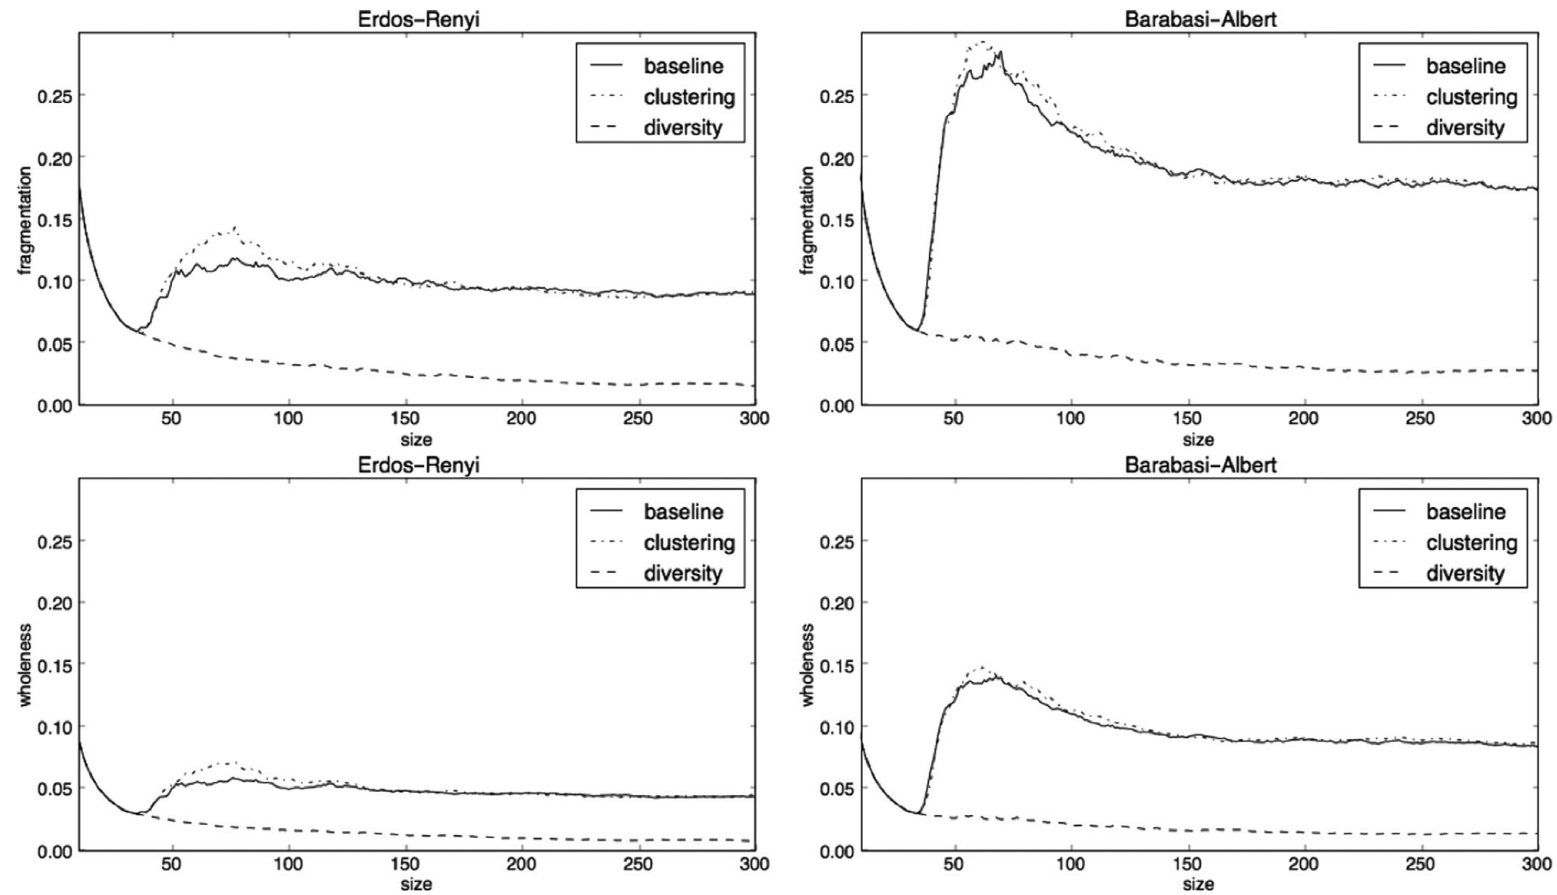 Erdos-Renyi
fragmentation
0.25
0.20
0.15
0.10
0.05
0.00
baseline
clustering
diversity
50 100 150 200 250 300
size
Barabasi-Albert
fragmentation
0.25
0.20
0.15
0.10
0.05
0.00
baseline
clustering
diversity
50 100 150 200 250 300
size
Erdos-Renyi
wholeness
0.25
0.20
0.15
0.10
0.05
0.00
baseline
clustering
diversity
50 100 150 200 250 300
size
Barabasi-Albert
wholeness
0.25
0.20
0.15
0.10
0.05
0.00
baseline
clustering
diversity
50 100 150 200 250 300
size